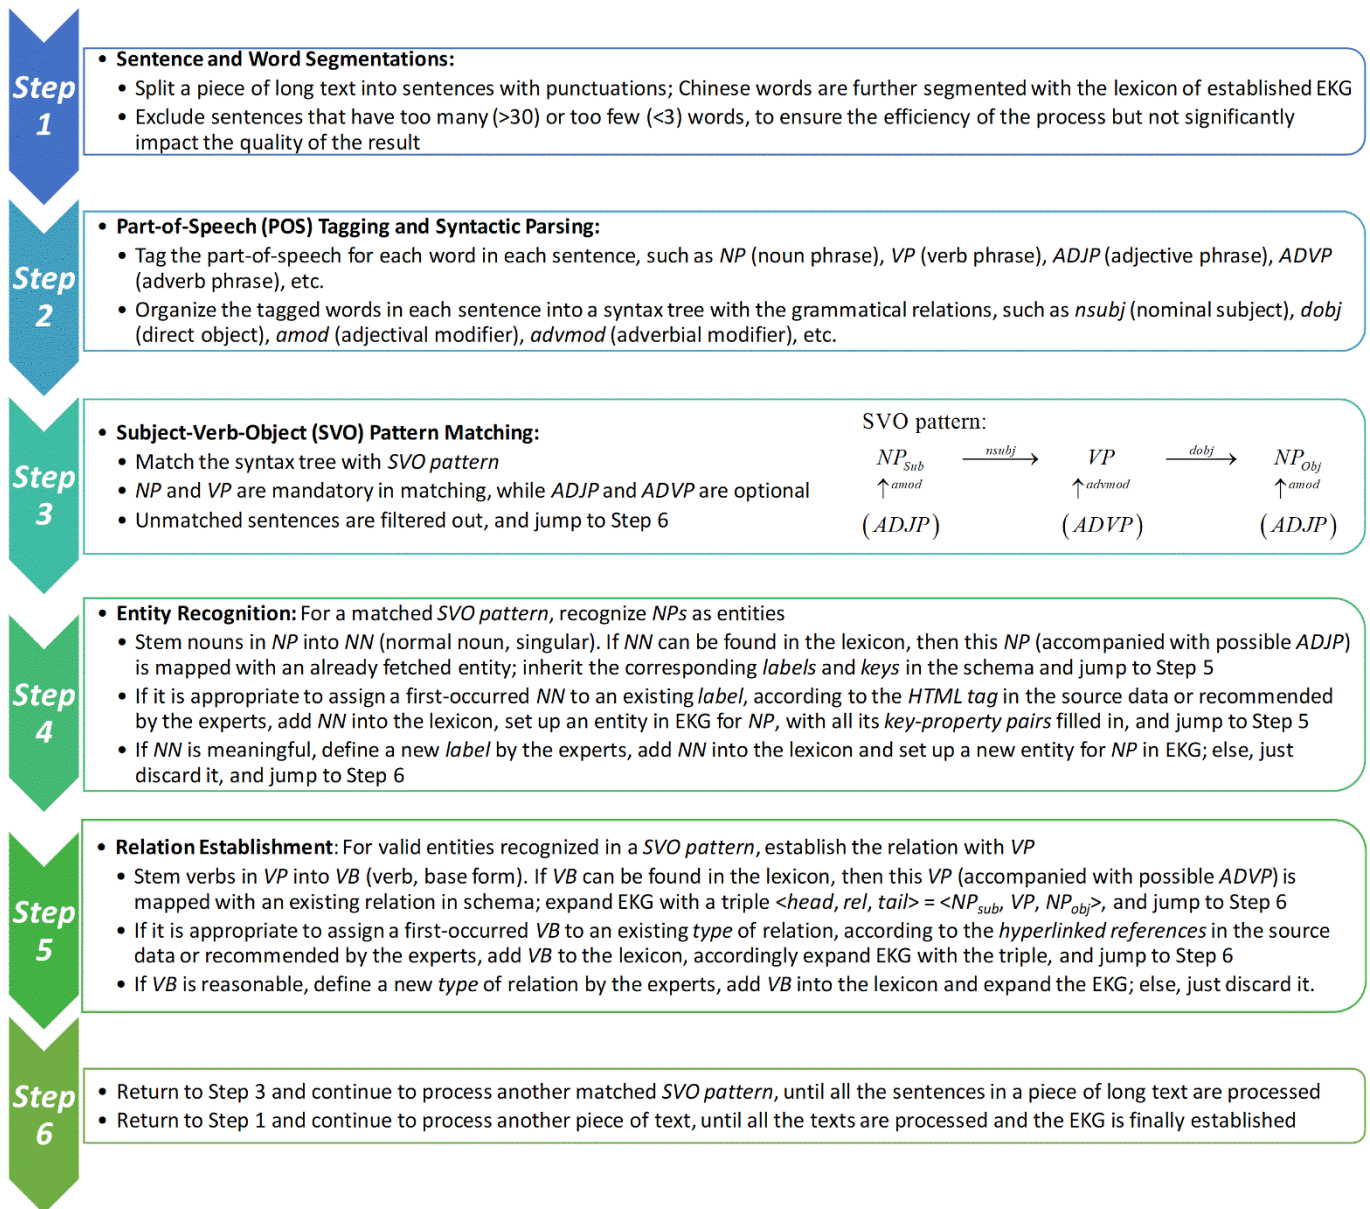 Step 1
• Sentence and Word Segmentations:
• Split a piece of long text into sentences with punctuations; Chinese words are further segmented with the lexicon of established EKG
• Exclude sentences that have too many (>30) or too few (<3) words, to ensure the efficiency of the process but not significantly
impact the quality of the result
Step 2
• Part-of-Speech (POS) Tagging and Syntactic Parsing:
• Tag the part-of-speech for each word in each sentence, such as NP (noun phrase), VP (verb phrase), ADJP (adjective phrase), ADVP
(adverb phrase), etc.
• Organize the tagged words in each sentence into a syntax tree with the grammatical relations, such as nsubj (nominal subject), dobj
(direct object), amod (adjectival modifier), advmod (adverbial modifier), etc.
Step 3
• Subject-Verb-Object (SVO) Pattern Matching:
• Match the syntax tree with SVO pattern
• NP and VP are mandatory in matching, while ADJP and ADVP are optional
• Unmatched sentences are filtered out, and jump to Step 6
SVO pattern:
NP_Sub —nsubj→ VP —dobj→ NP_Obj
↑amod ↑advmod ↑amod
(ADJP) (ADVP) (ADJP)
Step 4
• Entity Recognition: For a matched SVO pattern, recognize NPs as entities
• Stem nouns in NP into NN (normal noun, singular). If NN can be found in the lexicon, then this NP (accompanied with possible ADJP)
is mapped with an already fetched entity; inherit the corresponding labels and keys in the schema and jump to Step 5
• If it is appropriate to assign a first-occurred NN to an existing label, according to the HTML tag in the source data or recommended
by the experts, add NN into the lexicon, set up an entity in EKG for NP, with all its key-property pairs filled in, and jump to Step 5
• If NN is meaningful, define a new label by the experts, add NN into the lexicon and set up a new entity for NP in EKG; else, just
discard it, and jump to Step 6
Step 5
• Relation Establishment: For valid entities recognized in a SVO pattern, establish the relation with VP
• Stem verbs in VP into VB (verb, base form). If VB can be found in the lexicon, then this VP (accompanied with possible ADVP) is
mapped with an existing relation in schema; expand EKG with a triple <head, rel, tail> = <NP_sub, VP, NP_obj>, and jump to Step 6
• If it is appropriate to assign a first-occurred VB to an existing type of relation, according to the hyperlinked references in the source
data or recommended by the experts, add VB to the lexicon, accordingly expand EKG with the triple, and jump to Step 6
• If VB is reasonable, define a new type of relation by the experts, add VB into the lexicon and expand the EKG; else, just discard it.
Step 6
• Return to Step 3 and continue to process another matched SVO pattern, until all the sentences in a piece of long text are processed
• Return to Step 1 and continue to process another piece of text, until all the texts are processed and the EKG is finally established